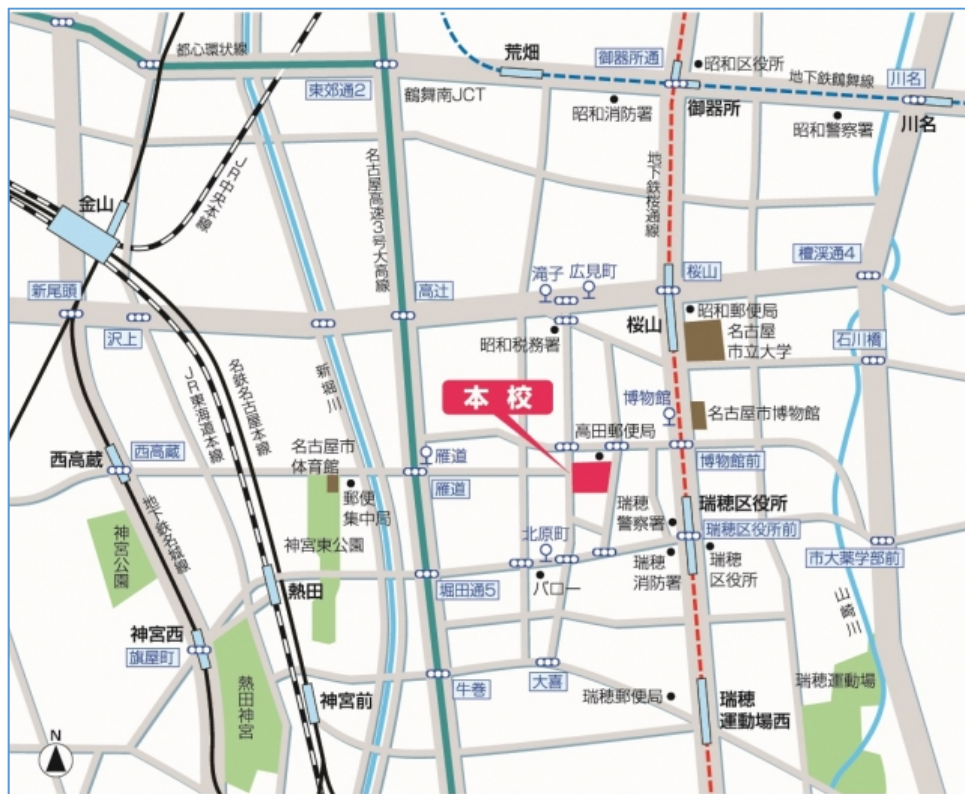 都心環状線
荒畑
御器所通
昭和区役所
地下鉄鶴舞線
川名
東郊通2
鶴舞南JCT
昭和消防署
御器所
昭和警察署
川名
JR中央本線
名古屋高速3号大高線
地下鉄桜通線
金山
新尾頭
沢上
高辻
滝子
広見町
桜山
檀渓通4
昭和税務署
桜山
昭和郵便局
名古屋
市立大学
石川橋
名鉄名古屋本線
JR東海道本線
新堀川
本校
博物館
名古屋市博物館
西高蔵
西高蔵
名古屋市
体育館
雁道
雁道
高田郵便局
博物館前
郵便
集中局
地下鉄名城線
神宮公園
神宮東公園
瑞穂
警察署
瑞穂区役所
瑞穂区役所前
北原町
市大薬学部前
熱田
堀田通5
バロー
瑞穂
消防署
瑞穂
区役所
山崎川
神宮西
旗屋町
熱田神宮
神宮前
牛巻
大喜
瑞穂郵便局
瑞穂
運動場西
瑞穂運動場
N